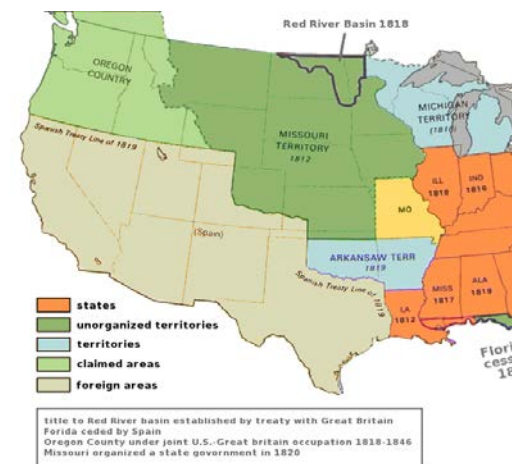 Red River Basin 1818
OREGON
COUNTRY
MICHIGAN
TERRITORY
(1818)
Spanish Treaty Line of 1819
MISSOURI
TERRITORY
1812
ILL
1818
IND
1816
MO
(Spain)
ARKANSAW TERR
1819
Spanish Treaty Line of 1819
MISS
1817
ALA
1819
LA
1812
states
unorganized territories
territories
claimed areas
foreign areas
Flori
cess
18
title to Red River basin established by treaty with Great Britain
Forida ceded by Spain
Oregon County under joint U.S.-Great britain occupation 1818-1846
Missouri organized a state govornment in 1820